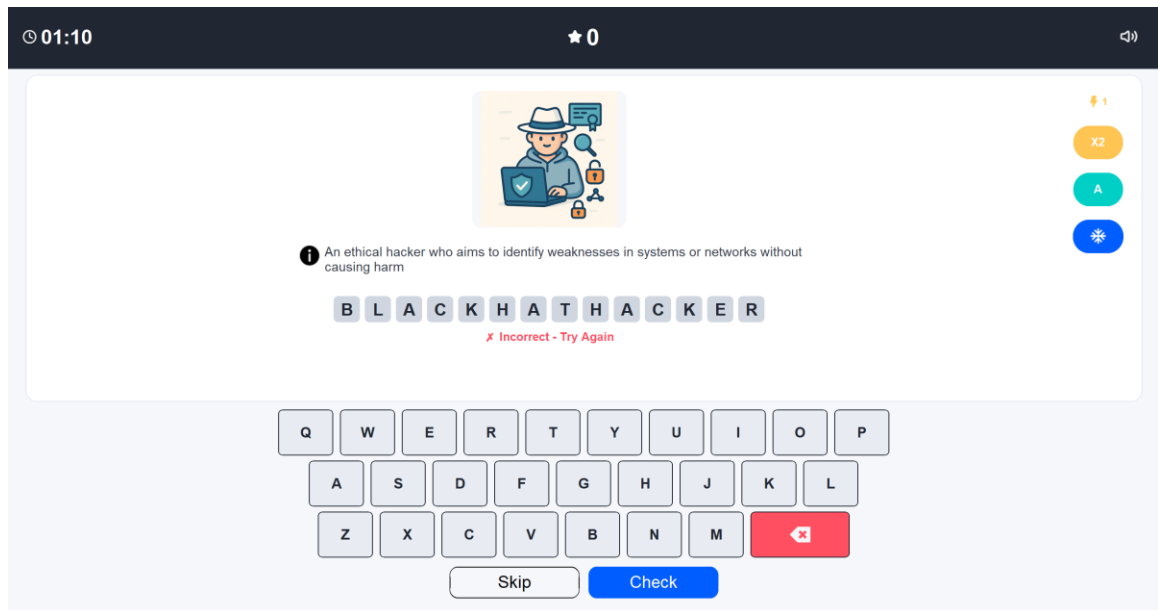 01:10
0
1
X2
A
An ethical hacker who aims to identify weaknesses in systems or networks without
causing harm
B L A C K H A T H A C K E R
✗ Incorrect - Try Again
Q W E R T Y U I O P
A S D F G H J K L
Z X C V B N M
Skip
Check